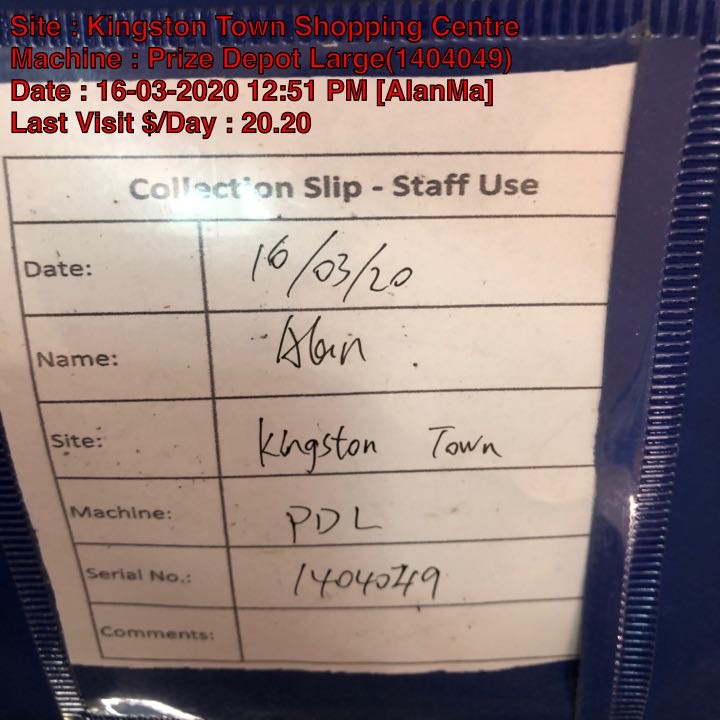 Site : Kingston Town Shopping Centre
Machine : Prize Depot Large(1404049)
Date : 16-03-2020 12:51 PM [AlanMa]
Last Visit $/Day : 20.20
Collection Slip - Staff Use
Date: 16/03/20
Name: Alan
Site: Kingston Town
Machine: PDL
Serial No.: 1404049
Comments: